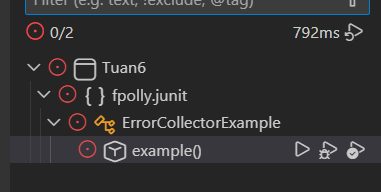 Filter (e.g. text, !exclude, @tag)
0/2 792ms
Tuan6
{ } fpolly.junit
ErrorCollectorExample
example()